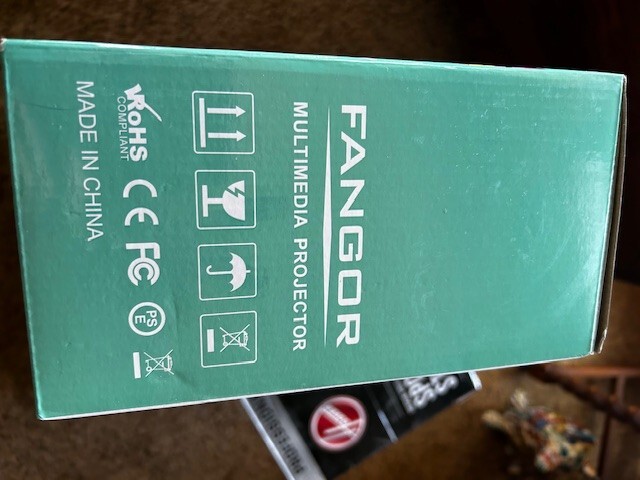 FANGOR
MULTIMEDIA PROJECTOR
RoHS
COMPLIANT
CE
FC
PS
E
MADE IN CHINA